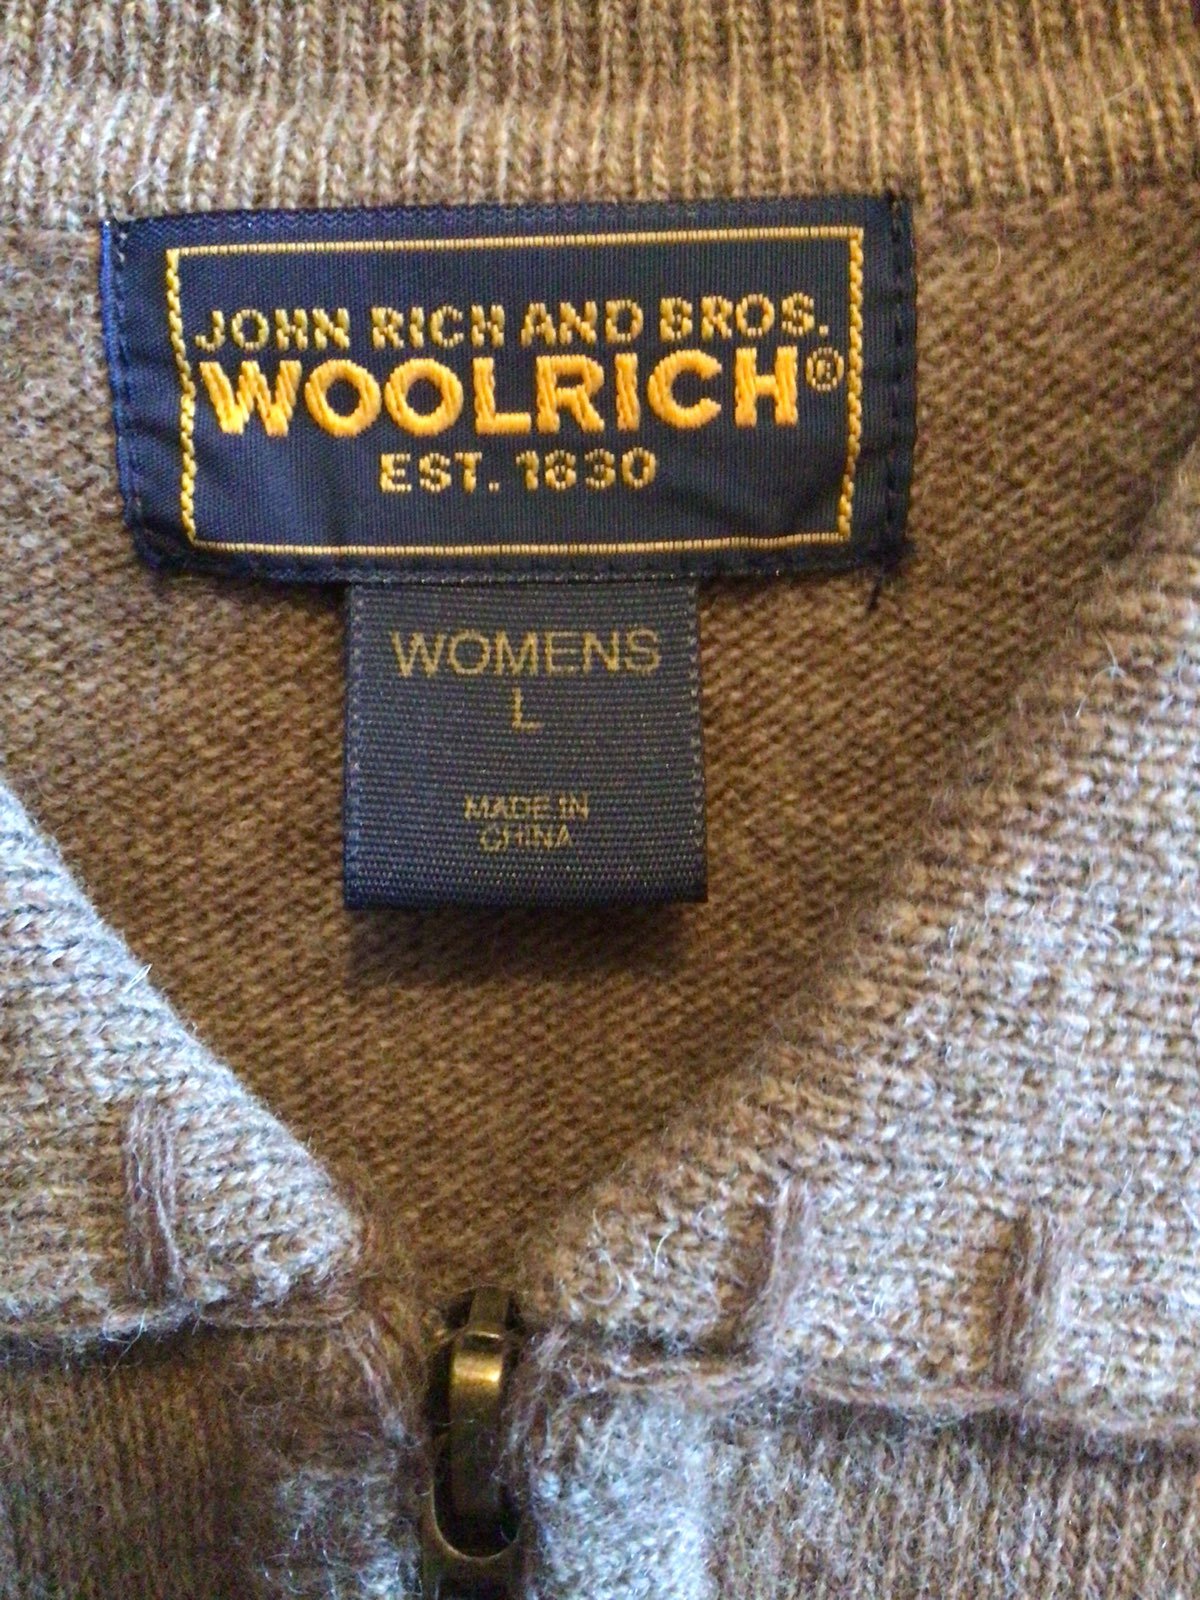 JOHN RICH AND BROS.
WOOLRICH®
EST. 1830
WOMENS
L
MADE IN
CHINA